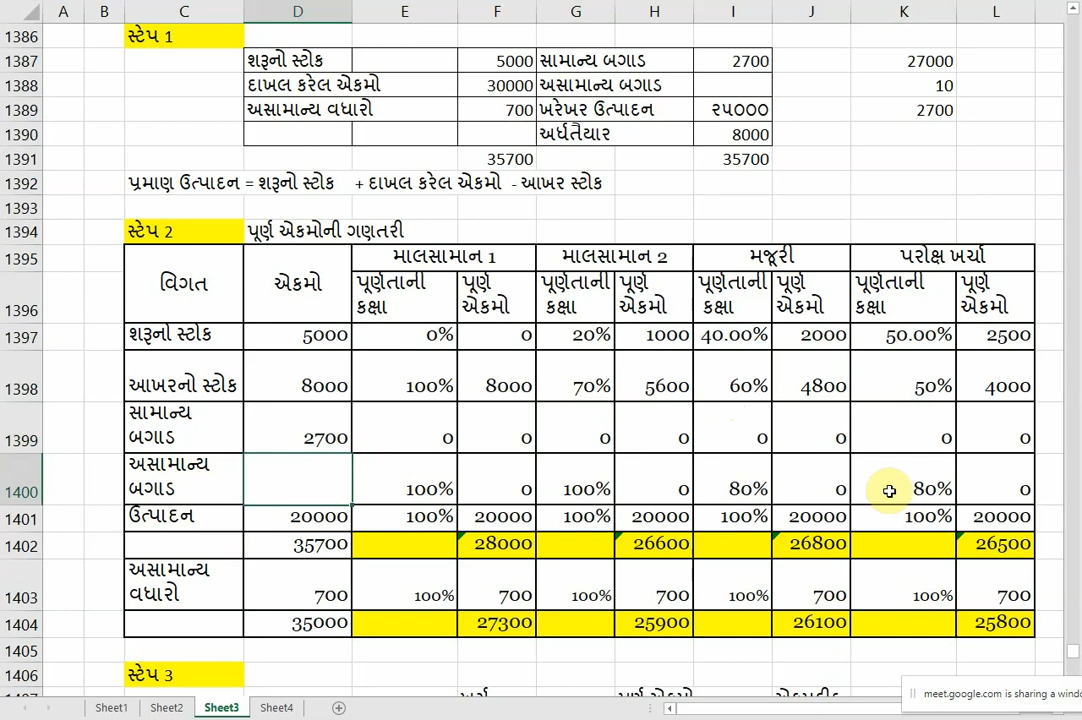 A B C D E F G H I J K L
1386 સ્ટેપ 1
1387 શરૂનો સ્ટોક 5000 સામાન્ય બગાડ 2700 27000
1388 દાખલ કરેલ એકમો 30000 અસામાન્ય બગાડ 10
1389 અસામાન્ય વધારો 700 ખરેખર ઉત્પાદન ૨૫૦૦૦ 2700
1390 અર્ધતૈયાર 8000
1391 35700 35700
1392 પ્રમાણ ઉત્પાદન = શરૂનો સ્ટોક + દાખલ કરેલ એકમો - આખર સ્ટોક
1393
1394 સ્ટેપ 2 પૂર્ણ એકમોની ગણતરી
1395 માલસામાન 1 માલસામાન 2 મજૂરી પરોક્ષ ખર્ચા
વિગત એકમો
પૂર્ણતાની પૂર્ણ પૂર્ણતાની પૂર્ણ પૂર્ણતાની પૂર્ણ પૂર્ણતાની પૂર્ણ
1396 કક્ષા એકમો કક્ષા એકમો કક્ષા એકમો કક્ષા એકમો
1397 શરૂનો સ્ટોક 5000 0% 0 20% 1000 40.00% 2000 50.00% 2500
1398 આખરનો સ્ટોક 8000 100% 8000 70% 5600 60% 4800 50% 4000
સામાન્ય
1399 બગાડ 2700 0 0 0 0 0 0 0
અસામાન્ય
1400 બગાડ 100% 0 100% 0 80% 0 80% 0
1401 ઉત્પાદન 20000 100% 20000 100% 20000 100% 20000 100% 20000
1402 35700 28000 26600 26800 26500
અસામાન્ય
1403 વધારો 700 100% 700 100% 700 100% 700 100% 700
1404 35000 27300 25900 26100 25800
1405
1406 સ્ટેપ 3
meet.google.com is sharing a windo
Sheet1 Sheet2 Sheet3 Sheet4